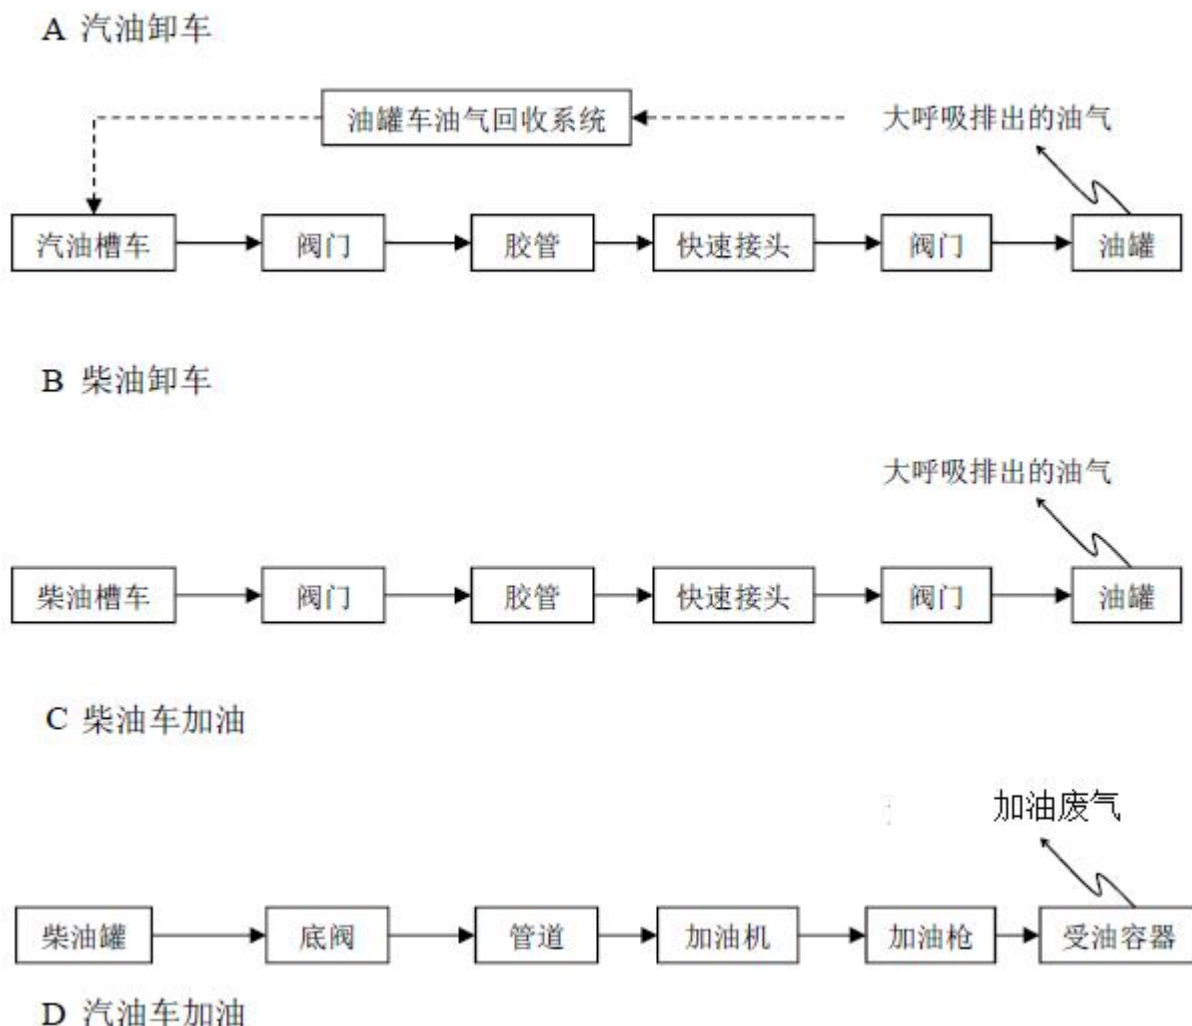 A 汽油卸车
油罐车油气回收系统
大呼吸排出的油气
汽油槽车
阀门
胶管
快速接头
阀门
油罐
B 柴油卸车
大呼吸排出的油气
柴油槽车
阀门
胶管
快速接头
阀门
油罐
C 柴油车加油
加油废气
柴油罐
底阀
管道
加油机
加油枪
受油容器
D 汽油车加油